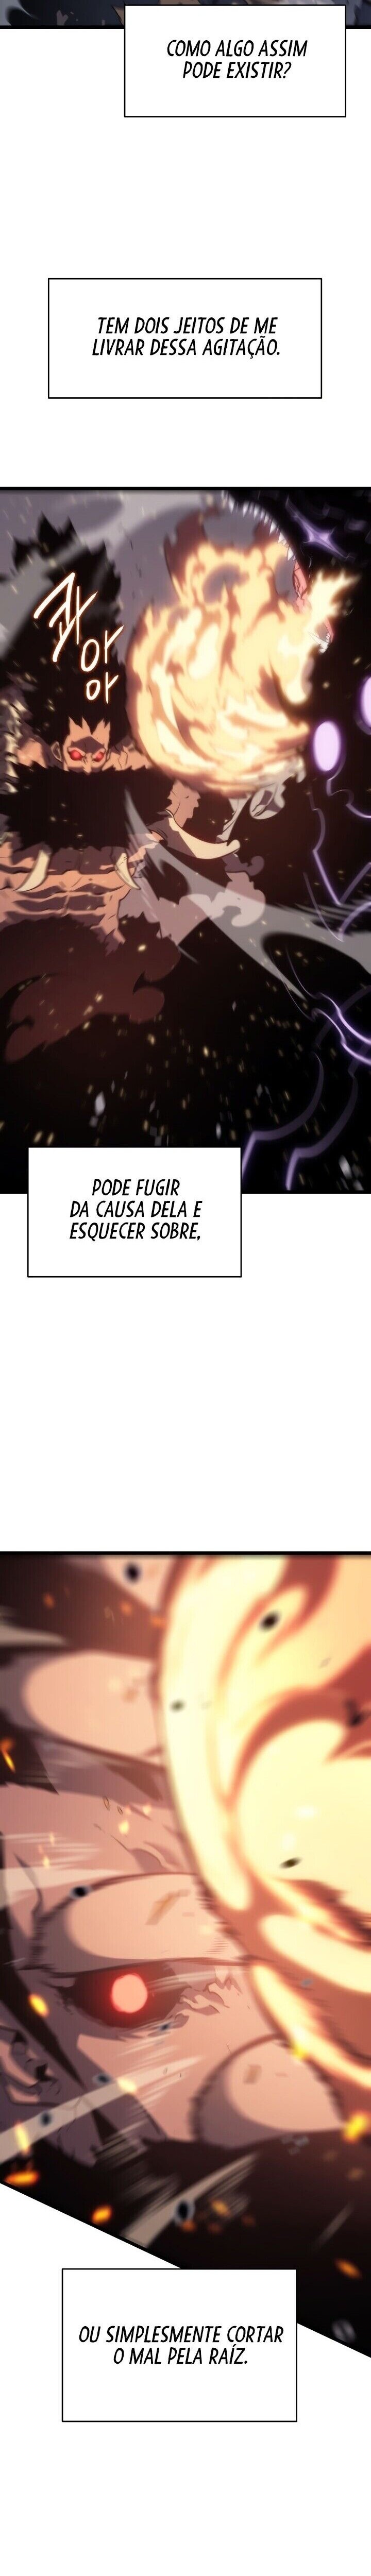 COMO ALGO ASSIM
PODE EXISTIR?
TEM DOIS JEITOS DE ME
LIVRAR DESSA AGITAÇÃO.
콰
아
아
PODE FUGIR
DA CAUSA DELA E
ESQUECER SOBRE,
OU SIMPLESMENTE CORTAR
O MAL PELA RAÍZ.